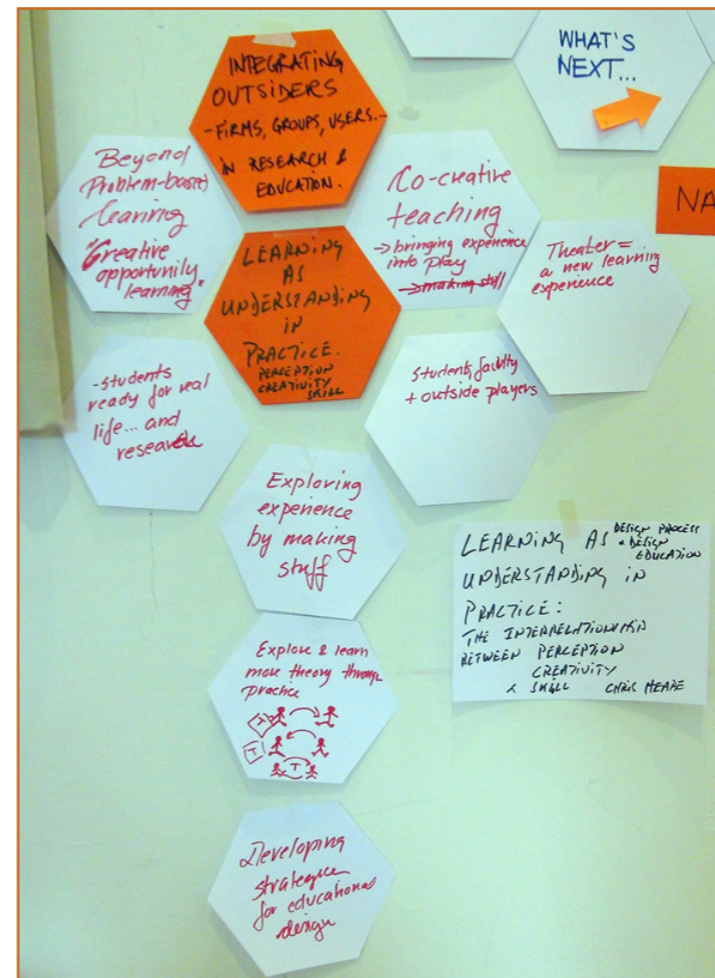 WHAT'S
NEXT...
INTEGRATING
OUTSIDERS
-FIRMS, GROUPS, USERS...
IN RESEARCH &
EDUCATION.
NA
Beyond
Problem-based
learning
"Creative
opportunity
learning"
Co-creative
teaching
→ bringing experience
into play
→ making stuff
Theater =
a new learning
experience
LEARNING
AS
UNDERSTANDING
IN
PRACTICE.
PERCEPTION
CREATIVITY
SKILL
-students
ready for real
life... and
research
Students, faculty
+ outside players
Exploring
experience
by making
stuff
LEARNING AS DESIGN PROCESS
& DESIGN
EDUCATION
UNDERSTANDING IN
PRACTICE:
THE INTERRELATIONSHIP
BETWEEN PERCEPTION
CREATIVITY
& SKILL CHRIS HEAPE
Explore & learn
more theory through
practice
T
T
T
Developing
strategies
for educational
design